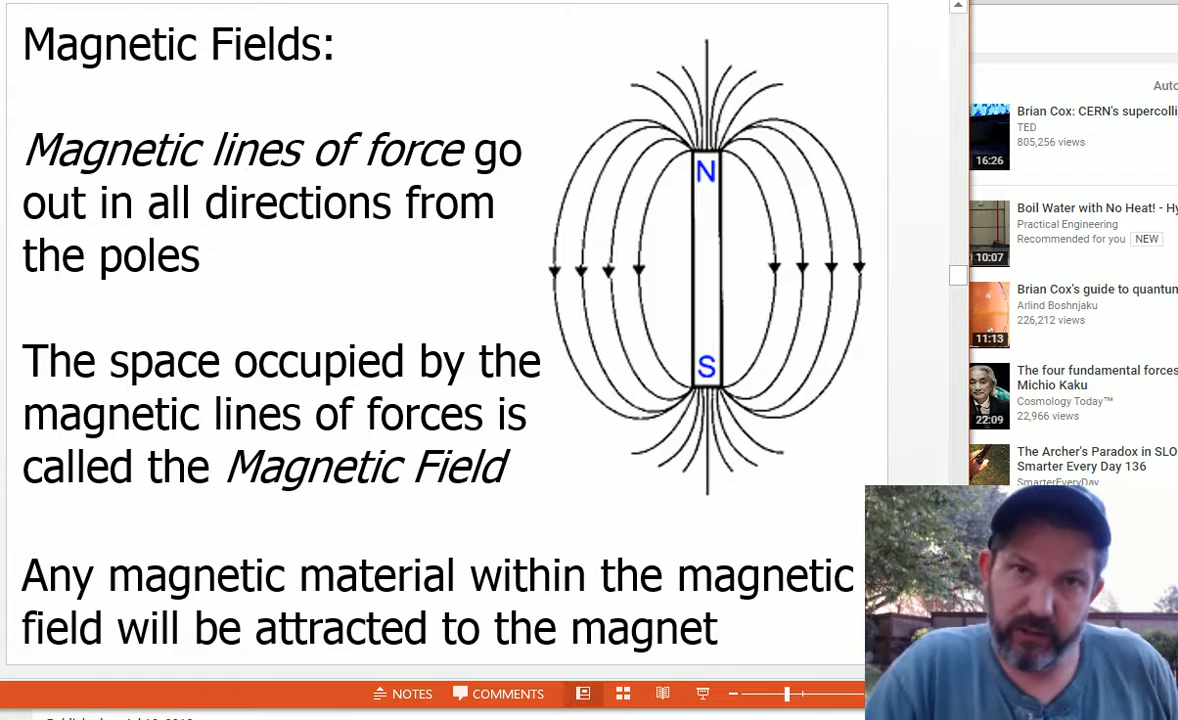 Magnetic Fields:
Magnetic lines of force go
out in all directions from
the poles
The space occupied by the
magnetic lines of forces is
called the Magnetic Field
Any magnetic material within the magnetic
field will be attracted to the magnet
N
S
NOTES
COMMENTS
Auto
Brian Cox: CERN's supercolli
TED
805,256 views
16:26
Boil Water with No Heat! - Hy
Practical Engineering
Recommended for you NEW
10:07
Brian Cox's guide to quantun
Arlind Boshnjaku
226,212 views
11:13
The four fundamental forces
Michio Kaku
Cosmology Today™
22,966 views
22:09
The Archer's Paradox in SLO
Smarter Every Day 136
SmarterEveryDay